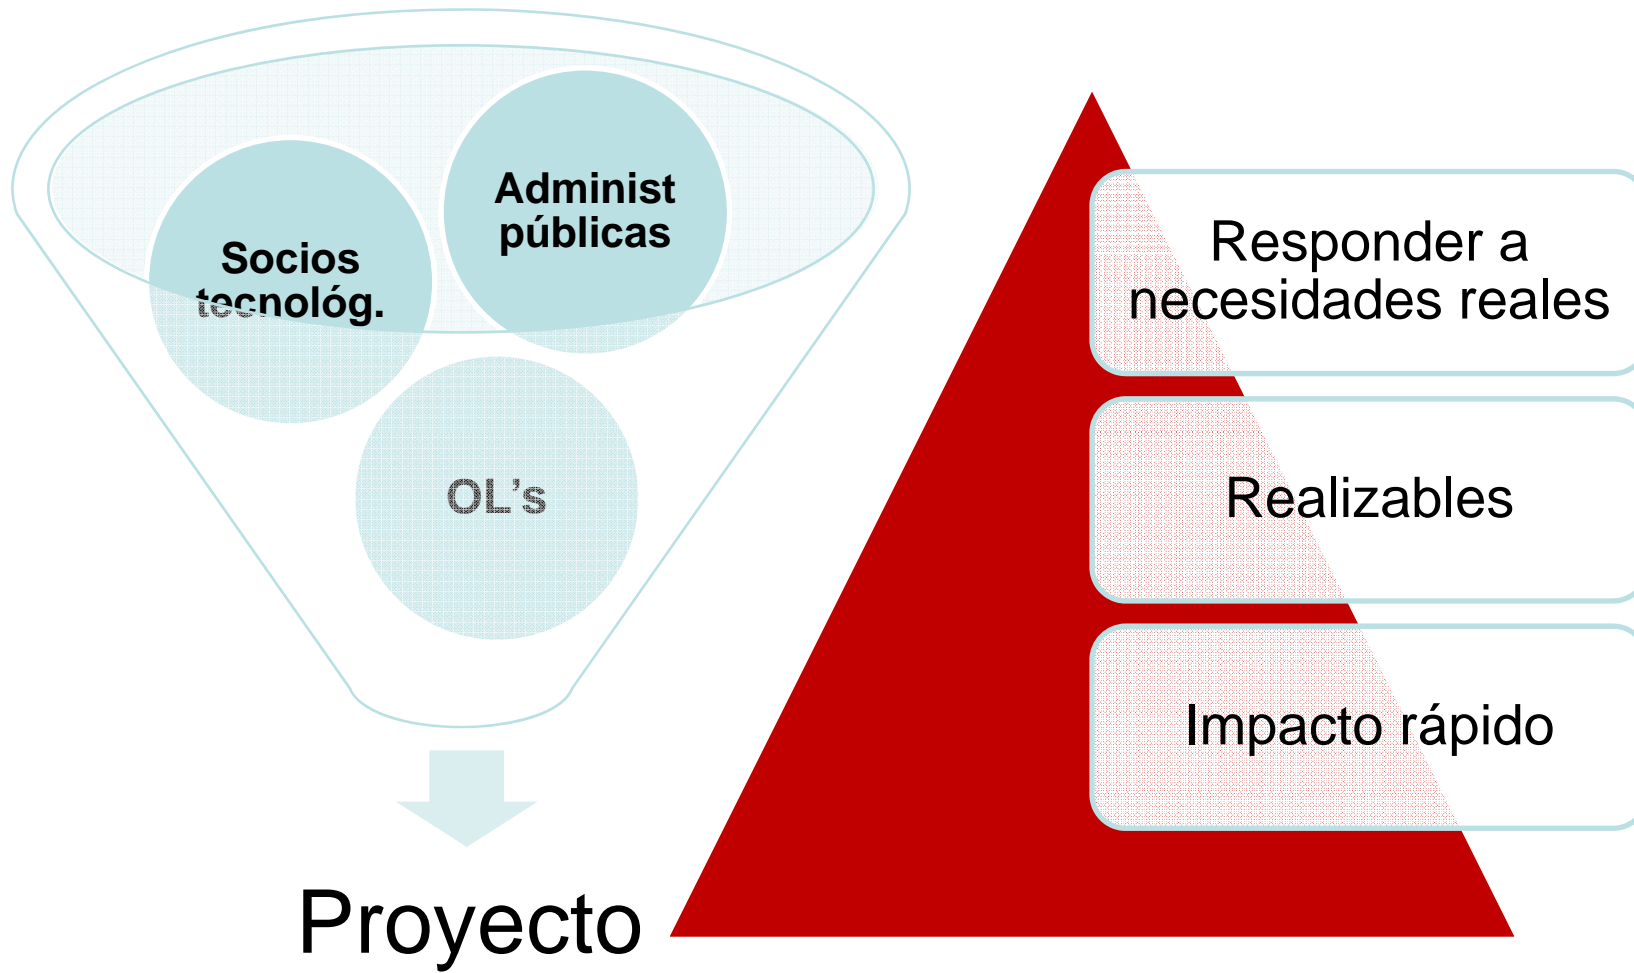 Administ
públicas
Socios
tecnológ.
OL’s
Proyecto
Responder a
necesidades reales
Realizables
Impacto rápido